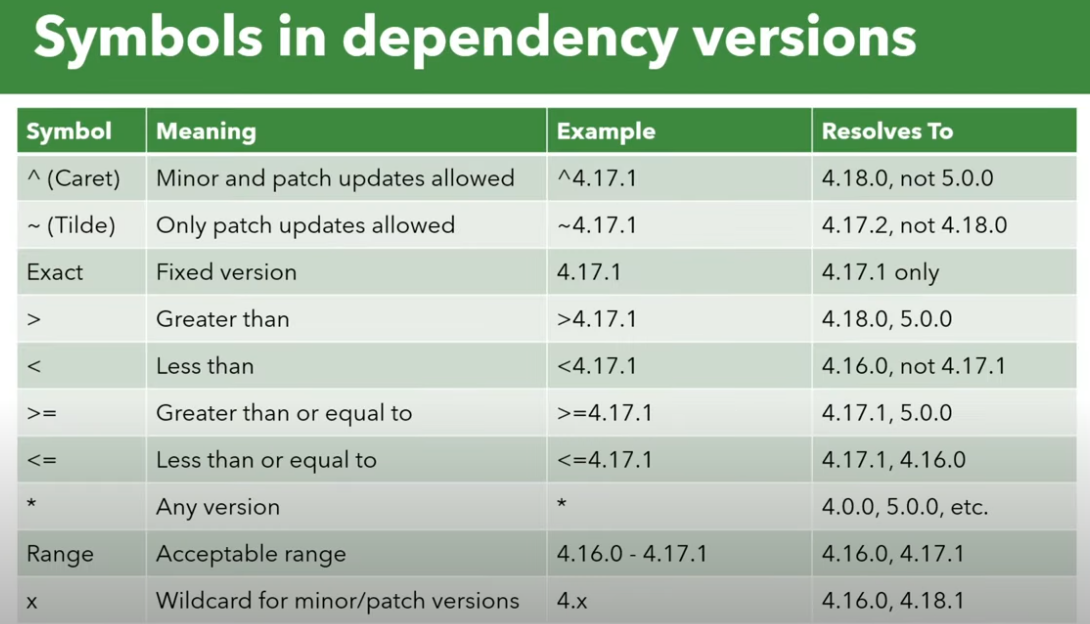 Symbols in dependency versions
Symbol Meaning Example Resolves To
^ (Caret) Minor and patch updates allowed ^4.17.1 4.18.0, not 5.0.0
~ (Tilde) Only patch updates allowed ~4.17.1 4.17.2, not 4.18.0
Exact Fixed version 4.17.1 4.17.1 only
> Greater than >4.17.1 4.18.0, 5.0.0
< Less than <4.17.1 4.16.0, not 4.17.1
>= Greater than or equal to >=4.17.1 4.17.1, 5.0.0
<= Less than or equal to <=4.17.1 4.17.1, 4.16.0
* Any version * 4.0.0, 5.0.0, etc.
Range Acceptable range 4.16.0 - 4.17.1 4.16.0, 4.17.1
x Wildcard for minor/patch versions 4.x 4.16.0, 4.18.1